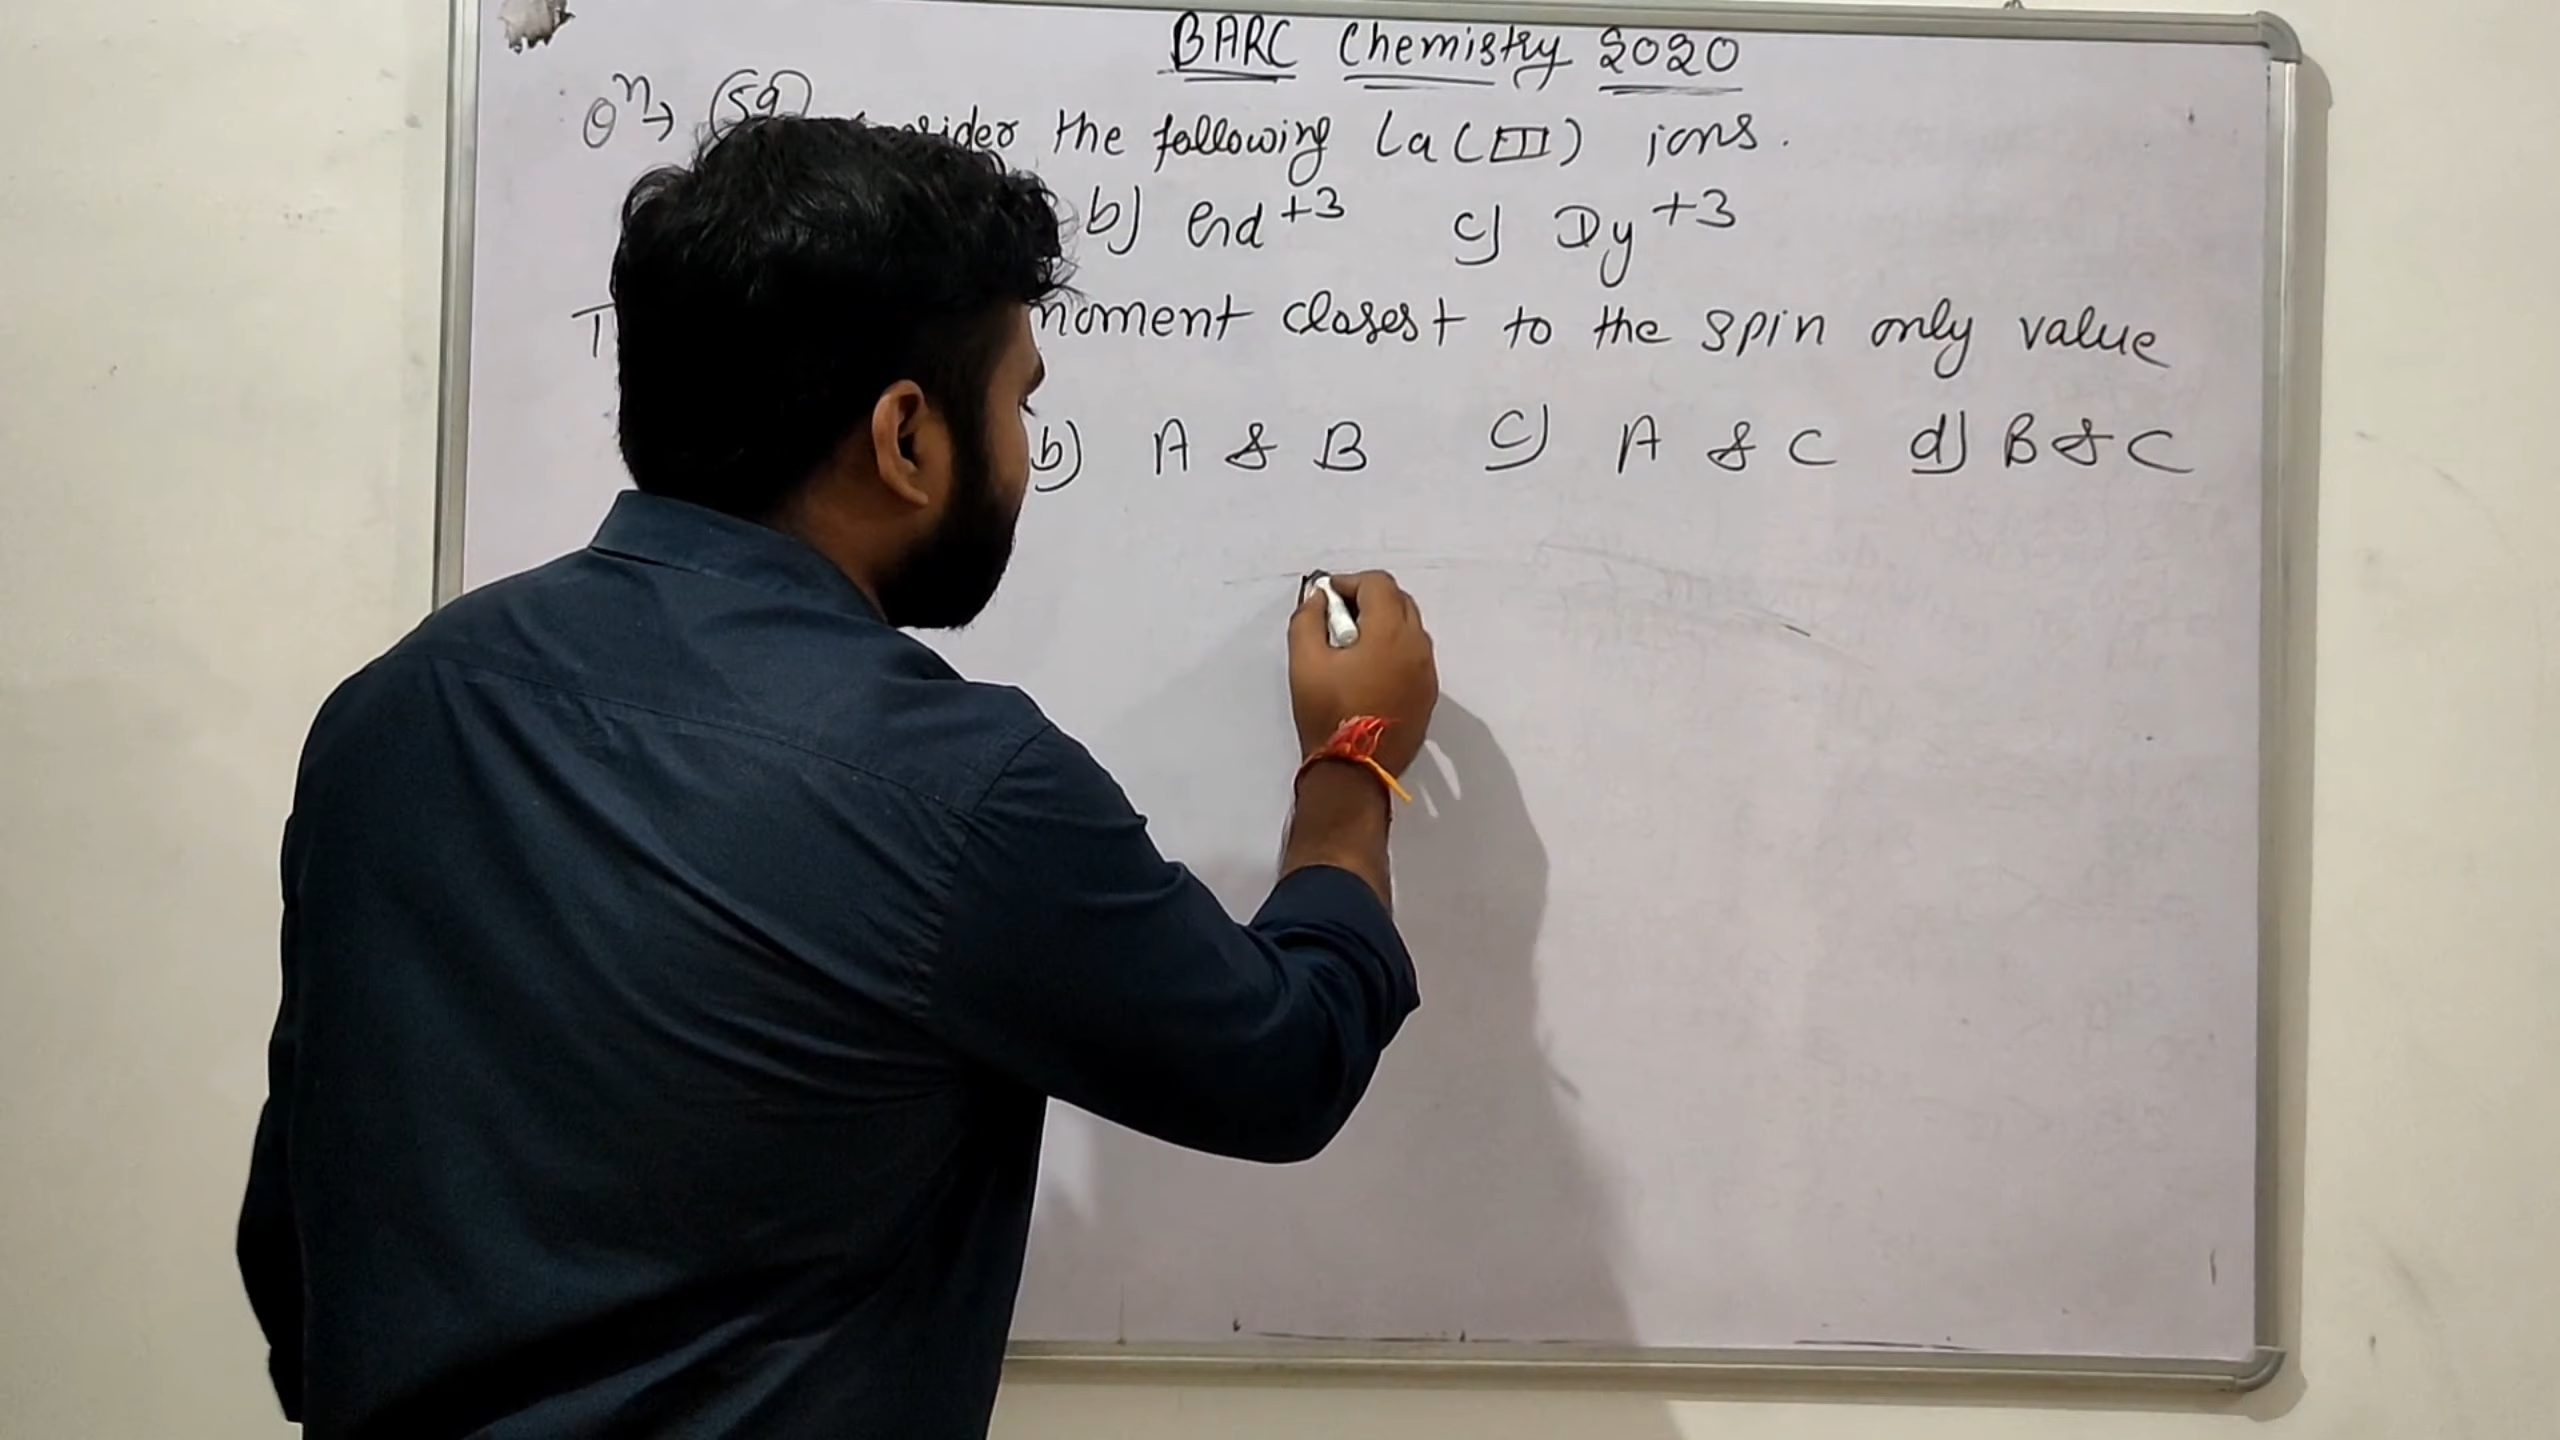 BARC Chemistry 2020
Qn→ 59 the following La(III) ions.
b) Gd+3 c) Dy+3
moment closest to the spin only value
b) A & B c) A & C d) B & C